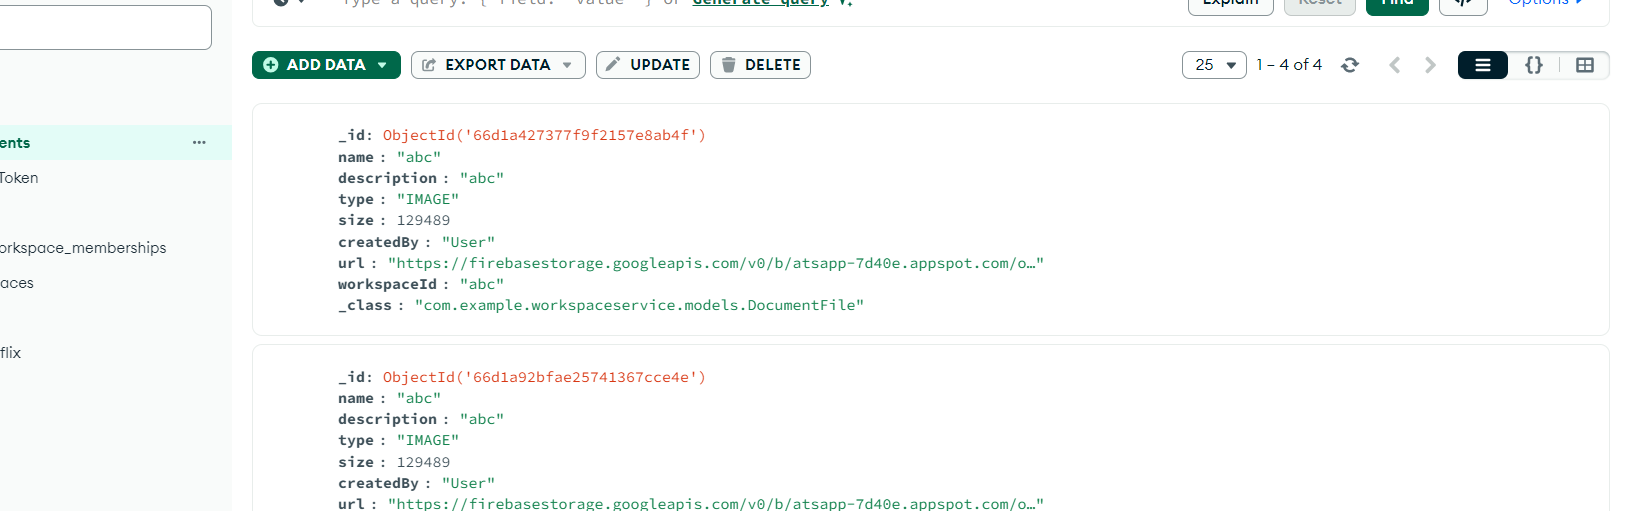 Type a query: { field: 'value' } or Generate query
Explain
Reset
Find
</>
Options
ADD DATA
EXPORT DATA
UPDATE
DELETE
25
1 – 4 of 4
{}
ents
Token
orkspace_memberships
aces
flix
_id: ObjectId('66d1a427377f9f2157e8ab4f')
name : "abc"
description : "abc"
type : "IMAGE"
size : 129489
createdBy : "User"
url : "https://firebasestorage.googleapis.com/v0/b/atsapp-7d40e.appspot.com/o…"
workspaceId : "abc"
_class : "com.example.workspaceservice.models.DocumentFile"
_id: ObjectId('66d1a92bfae25741367cce4e')
name : "abc"
description : "abc"
type : "IMAGE"
size : 129489
createdBy : "User"
url : "https://firebasestorage.googleapis.com/v0/b/atsapp-7d40e.appspot.com/o…"